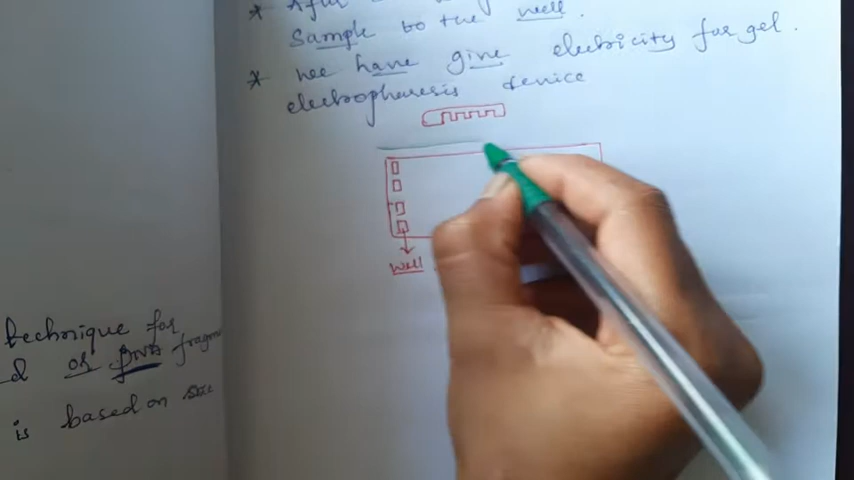 Sample to the well.
* wee have give electricity for gel.
electrophoresis device
well
technique for
d or DNA fragm
is based on size